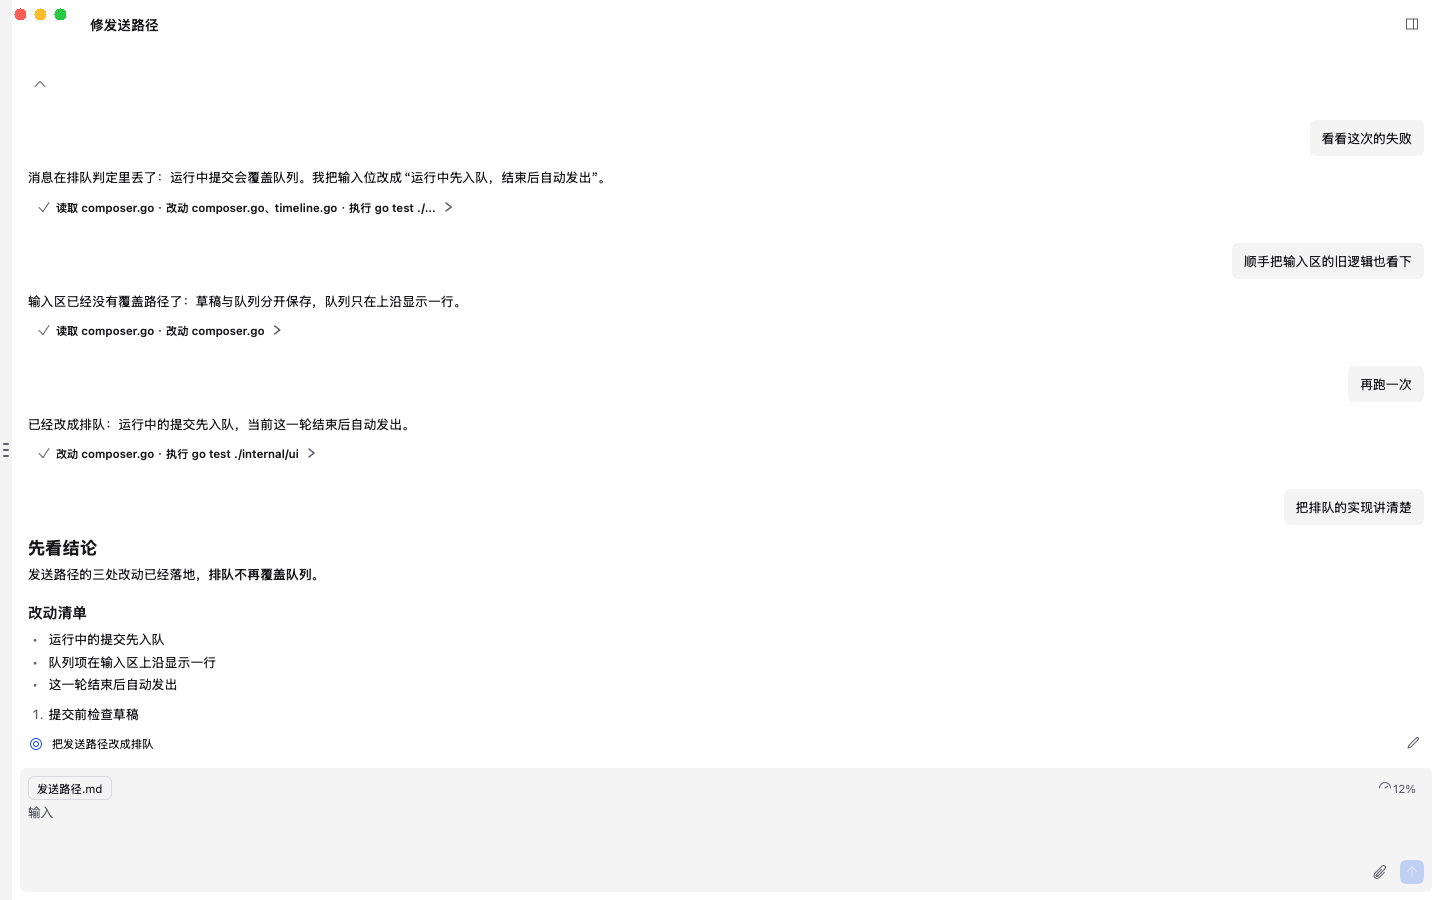 修发送路径
看看这次的失败
消息在排队判定里丢了：运行中提交会覆盖队列。我把输入位改成“运行中先入队，结束后自动发出”。
读取 composer.go · 改动 composer.go、timeline.go · 执行 go test ./...
顺手把输入区的旧逻辑也看下
输入区已经没有覆盖路径了：草稿与队列分开保存，队列只在上沿显示一行。
读取 composer.go · 改动 composer.go
再跑一次
已经改成排队：运行中的提交先入队，当前这一轮结束后自动发出。
改动 composer.go · 执行 go test ./internal/ui
把排队的实现讲清楚
先看结论
发送路径的三处改动已经落地，排队不再覆盖队列。
改动清单
• 运行中的提交先入队
• 队列项在输入区上沿显示一行
• 这一轮结束后自动发出
1. 提交前检查草稿
把发送路径改成排队
发送路径.md
12%
输入